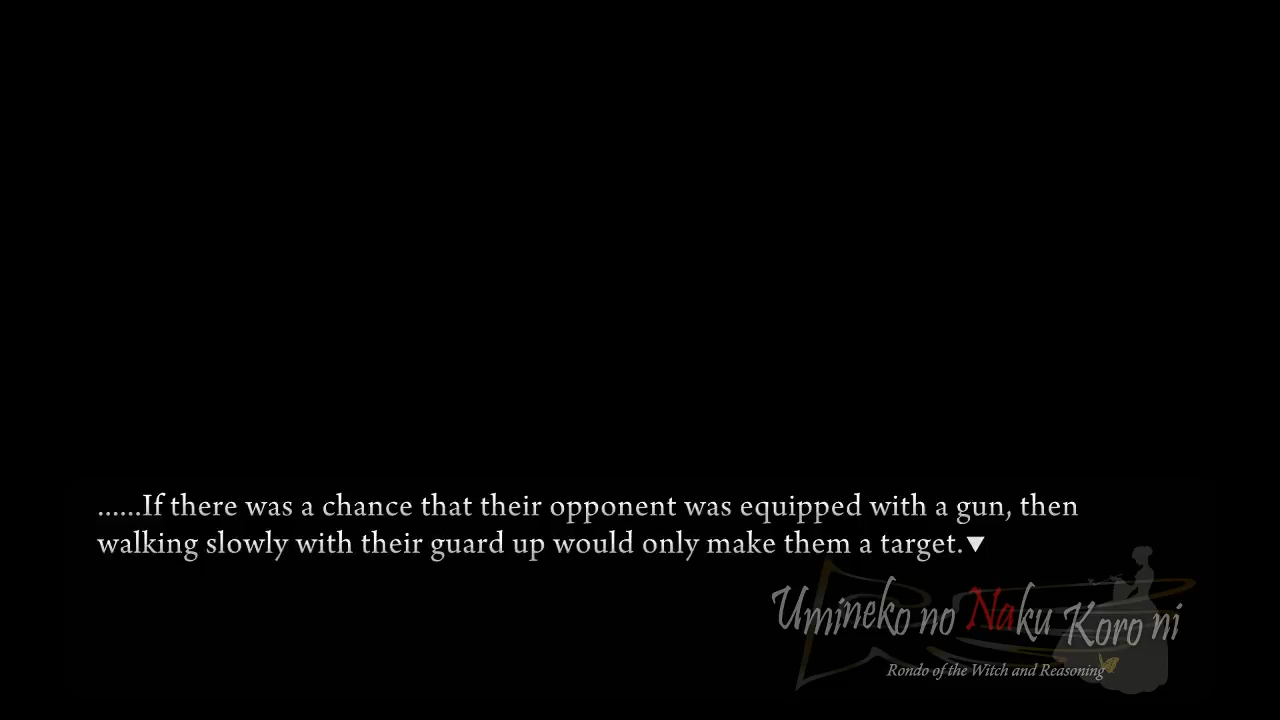 ......If there was a chance that their opponent was equipped with a gun, then
walking slowly with their guard up would only make them a target.
Umineko no Naku Koro ni
Rondo of the Witch and Reasoning